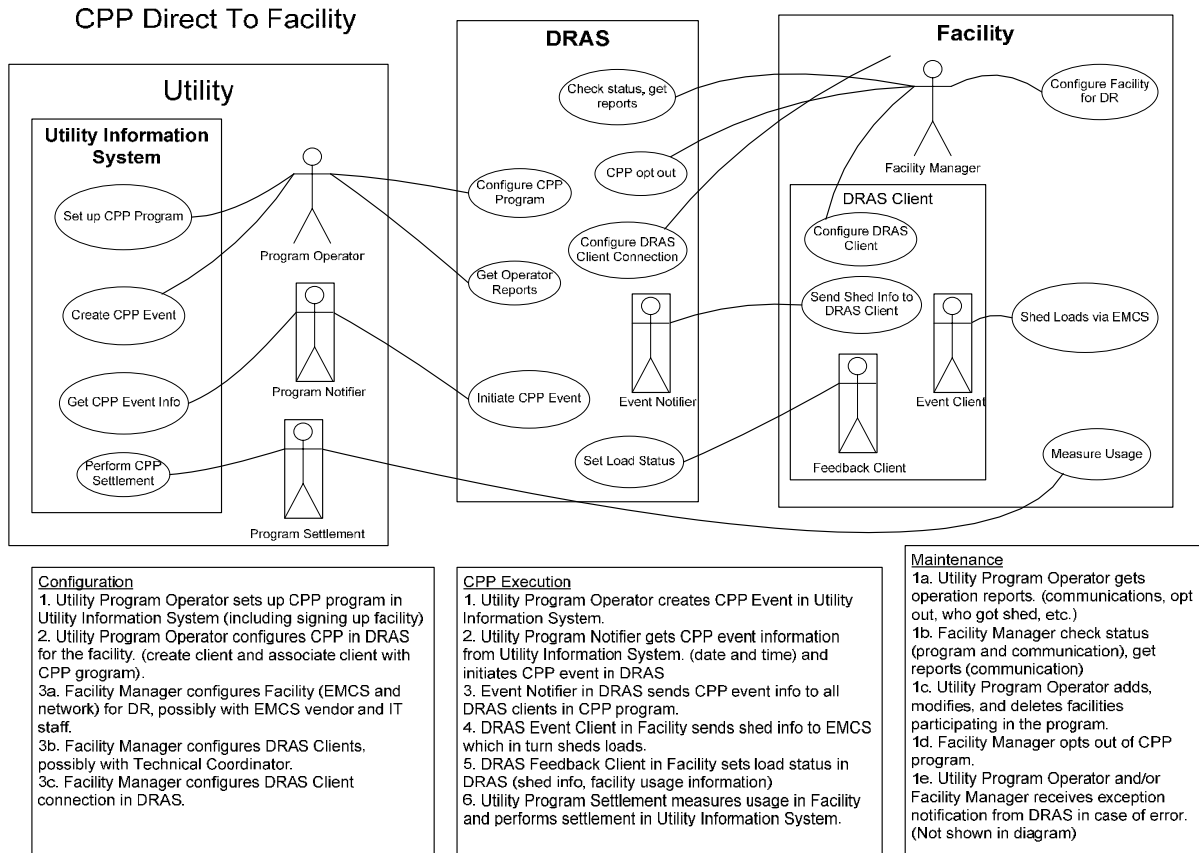 CPP Direct To Facility
Utility
Utility Information
System
Set up CPP Program
Create CPP Event
Get CPP Event Info
Perform CPP
Settlement
Program Operator
Program Notifier
Program Settlement
DRAS
Check status, get
reports
CPP opt out
Configure CPP
Program
Configure DRAS
Client Connection
Get Operator
Reports
Event Notifier
Initiate CPP Event
Set Load Status
Facility
Configure Facility
for DR
Facility Manager
DRAS Client
Configure DRAS
Client
Send Shed Info to
DRAS Client
Shed Loads via EMCS
Event Client
Feedback Client
Measure Usage
Configuration
1. Utility Program Operator sets up CPP program in
Utility Information System (including signing up facility)
2. Utility Program Operator configures CPP in DRAS
for the facility. (create client and associate client with
CPP grogram).
3a. Facility Manager configures Facility (EMCS and
network) for DR, possibly with EMCS vendor and IT
staff.
3b. Facility Manager configures DRAS Clients,
possibly with Technical Coordinator.
3c. Facility Manager configures DRAS Client
connection in DRAS.
CPP Execution
1. Utility Program Operator creates CPP Event in Utility
Information System.
2. Utility Program Notifier gets CPP event information
from Utility Information System. (date and time) and
initiates CPP event in DRAS
3. Event Notifier in DRAS sends CPP event info to all
DRAS clients in CPP program.
4. DRAS Event Client in Facility sends shed info to EMCS
which in turn sheds loads.
5. DRAS Feedback Client in Facility sets load status in
DRAS (shed info, facility usage information)
6. Utility Program Settlement measures usage in Facility
and performs settlement in Utility Information System.
Maintenance
1a. Utility Program Operator gets
operation reports. (communications, opt
out, who got shed, etc.)
1b. Facility Manager check status
(program and communication), get
reports (communication)
1c. Utility Program Operator adds,
modifies, and deletes facilities
participating in the program.
1d. Facility Manager opts out of CPP
program.
1e. Utility Program Operator and/or
Facility Manager receives exception
notification from DRAS in case of error.
(Not shown in diagram)